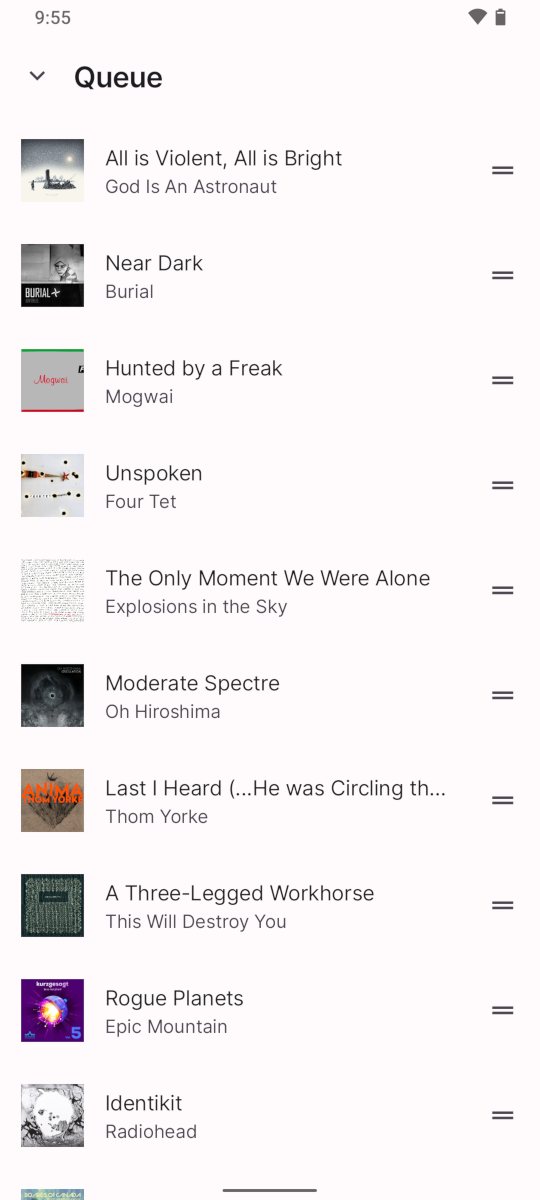 9:55
Queue
All is Violent, All is Bright
God Is An Astronaut
Near Dark
Burial
BURIAL+
Hunted by a Freak
Mogwai
Mogwai
Unspoken
Four Tet
The Only Moment We Were Alone
Explosions in the Sky
Moderate Spectre
Oh Hiroshima
Last I Heard (...He was Circling th...
Thom Yorke
ANIMA
THOM YORKE
A Three-Legged Workhorse
This Will Destroy You
Rogue Planets
Epic Mountain
kurzgesagt
5
Identikit
Radiohead
BOARDS OF CANADA